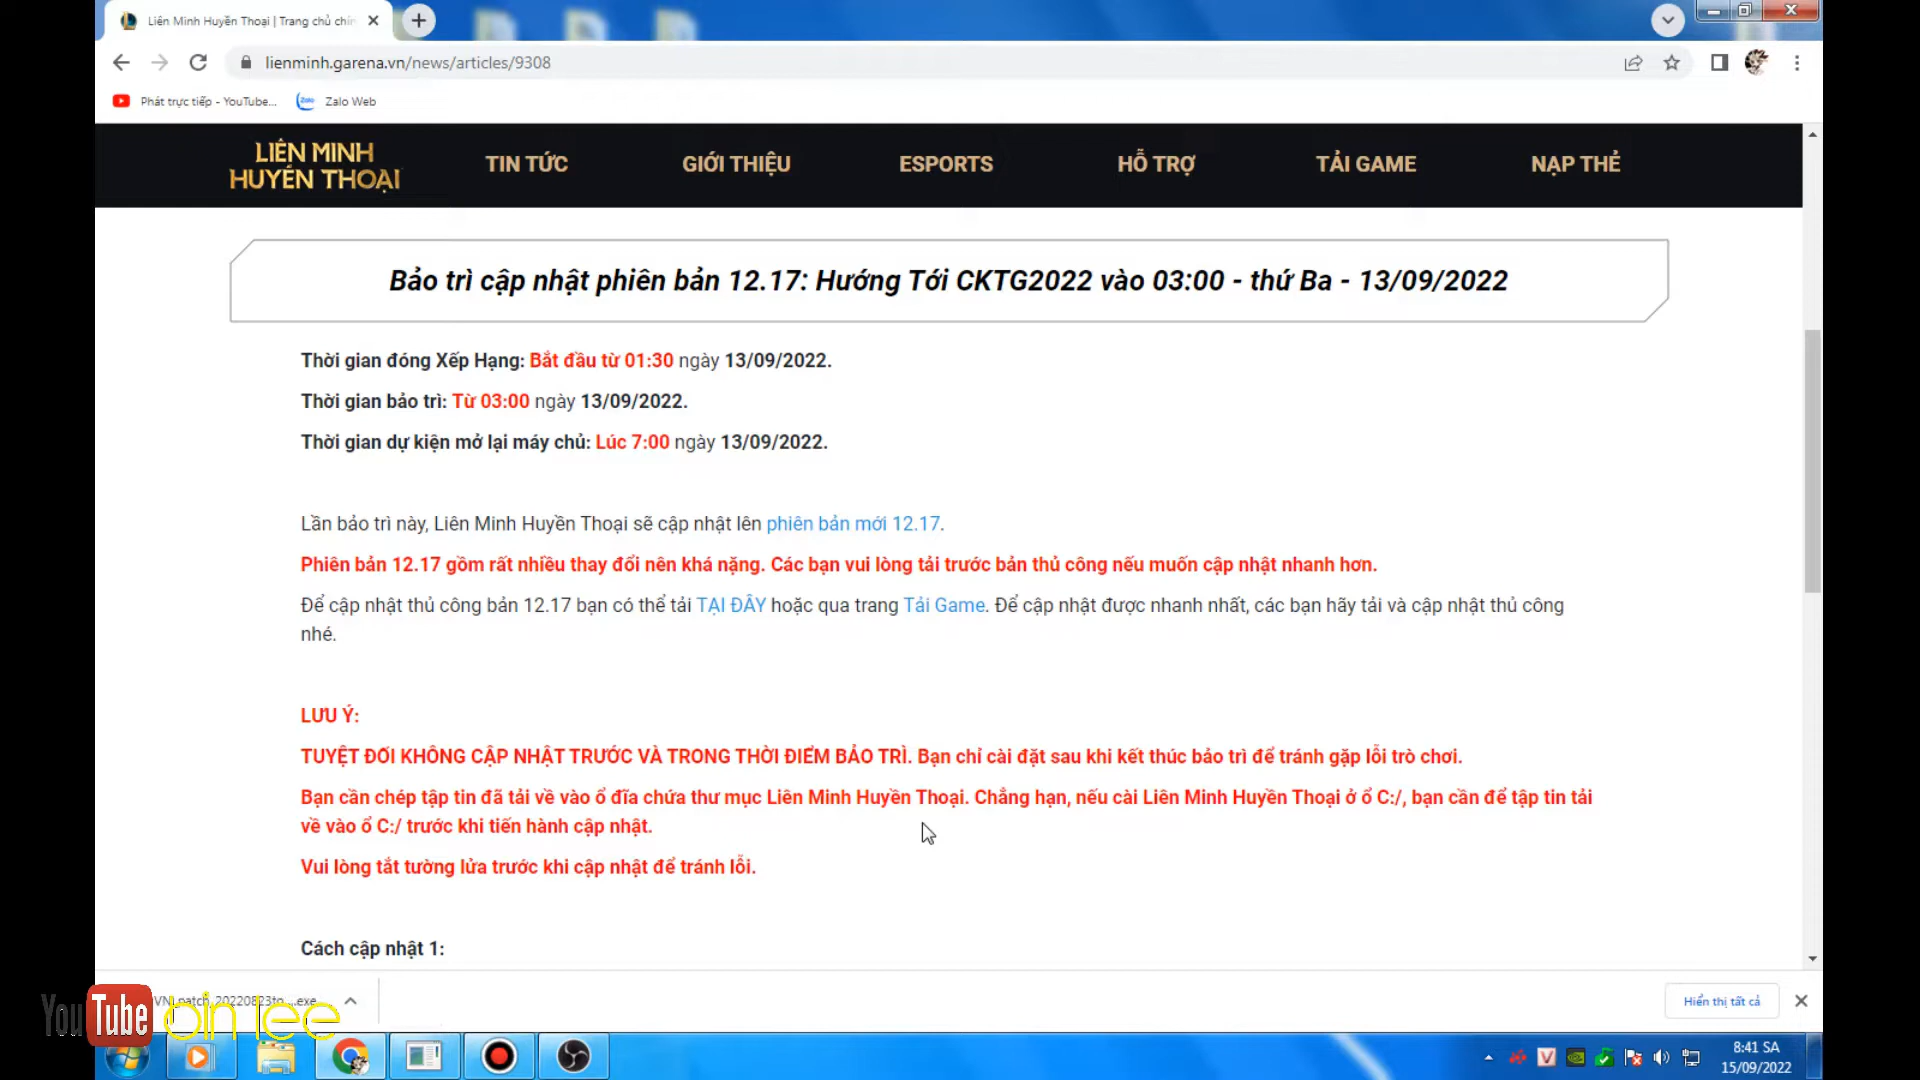 Liên Minh Huyền Thoại | Trang chủ chín
lienminh.garena.vn/news/articles/9308
Phát trực tiếp - YouTube...
Zalo Web
LIÊN MINH
HUYỀN THOẠI
TIN TỨC
GIỚI THIỆU
ESPORTS
HỖ TRỢ
TẢI GAME
NẠP THẺ
Bảo trì cập nhật phiên bản 12.17: Hướng Tới CKTG2022 vào 03:00 - thứ Ba - 13/09/2022
Thời gian đóng Xếp Hạng: Bắt đầu từ 01:30 ngày 13/09/2022.
Thời gian bảo trì: Từ 03:00 ngày 13/09/2022.
Thời gian dự kiện mở lại máy chủ: Lúc 7:00 ngày 13/09/2022.
Lần bảo trì này, Liên Minh Huyền Thoại sẽ cập nhật lên phiên bản mới 12.17.
Phiên bản 12.17 gồm rất nhiều thay đổi nên khá nặng. Các bạn vui lòng tải trước bản thủ công nếu muốn cập nhật nhanh hơn.
Để cập nhật thủ công bản 12.17 bạn có thể tải TẠI ĐÂY hoặc qua trang Tải Game. Để cập nhật được nhanh nhất, các bạn hãy tải và cập nhật thủ công
nhé.
LƯU Ý:
TUYỆT ĐỐI KHÔNG CẬP NHẬT TRƯỚC VÀ TRONG THỜI ĐIỂM BẢO TRÌ. Bạn chỉ cài đặt sau khi kết thúc bảo trì để tránh gặp lỗi trò chơi.
Bạn cần chép tập tin đã tải về vào ổ đĩa chứa thư mục Liên Minh Huyền Thoại. Chẳng hạn, nếu cài Liên Minh Huyền Thoại ở ổ C:/, bạn cần để tập tin tải
về vào ổ C:/ trước khi tiến hành cập nhật.
Vui lòng tắt tường lửa trước khi cập nhật để tránh lỗi.
Cách cập nhật 1:
VN_patch_20220823to_...exe
Hiển thị tất cả
YouTube bin lee
8:41 SA
15/09/2022